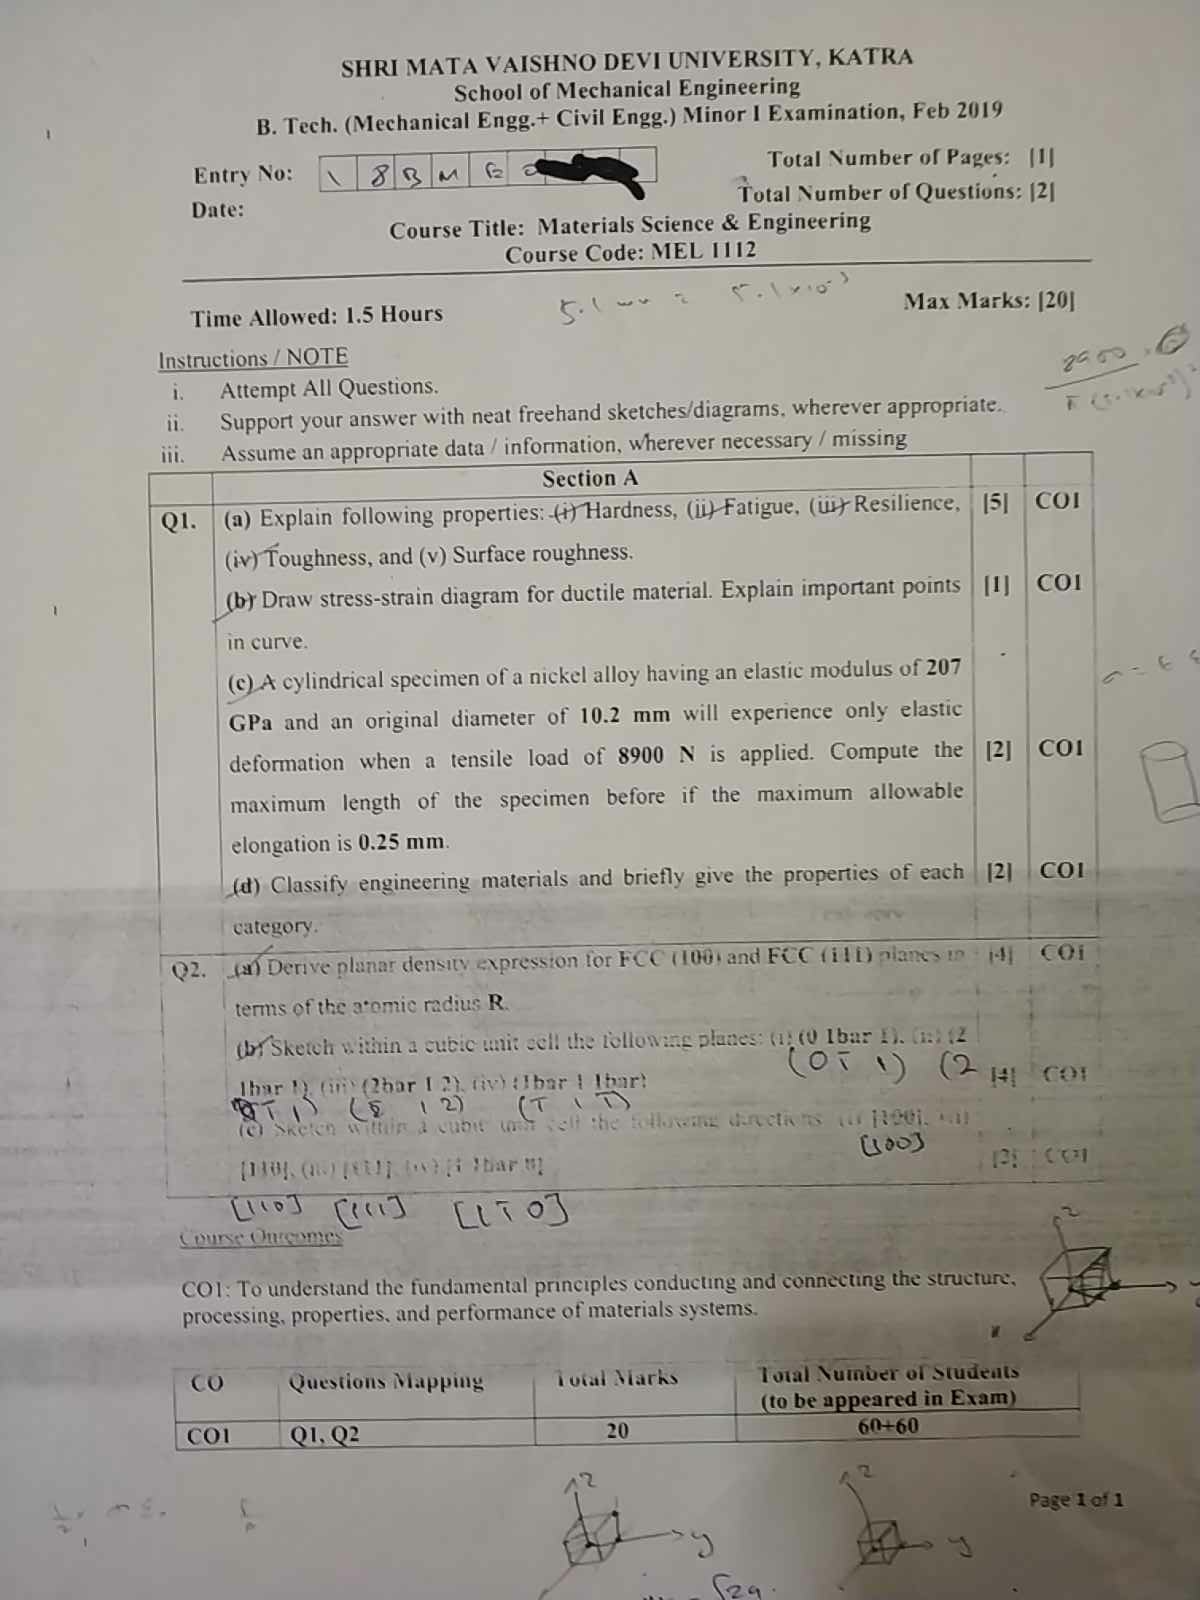 SHRI MATA VAISHNO DEVI UNIVERSITY, KATRA
School of Mechanical Engineering
B. Tech. (Mechanical Engg.+ Civil Engg.) Minor I Examination, Feb 2019
Entry No: 1 8 B M E Total Number of Pages: [1]
Date: Total Number of Questions: [2]
Course Title: Materials Science & Engineering
Course Code: MEL 1112
5.1 mm = 5.1x10-3
Time Allowed: 1.5 Hours Max Marks: [20]
Instructions / NOTE
8900
i. Attempt All Questions.
ii. Support your answer with neat freehand sketches/diagrams, wherever appropriate.
iii. Assume an appropriate data / information, wherever necessary / missing
Section A
Q1. (a) Explain following properties: (i) Hardness, (ii) Fatigue, (iii) Resilience, [5] CO1
(iv) Toughness, and (v) Surface roughness.
(b) Draw stress-strain diagram for ductile material. Explain important points [1] CO1
in curve.
(c) A cylindrical specimen of a nickel alloy having an elastic modulus of 207
GPa and an original diameter of 10.2 mm will experience only elastic
deformation when a tensile load of 8900 N is applied. Compute the [2] CO1
maximum length of the specimen before if the maximum allowable
elongation is 0.25 mm.
(d) Classify engineering materials and briefly give the properties of each [2] CO1
category.
Q2. (a) Derive planar density expression for FCC (100) and FCC (111) planes in [4] CO1
terms of the atomic radius R.
(b) Sketch within a cubic unit cell the following planes: (i) (0 1bar 1), (ii) (2
(0 1̅ 1) (2
1bar 1), (iii) (2bar 1 2), (iv) (1bar 1 1bar) [4] CO1
1̅ 1) 1 2) (1̅ 1 1̅)
(c) Sketch within a cubic unit cell the following directions: (i) [100], (ii)
[100]
[110], (iii) [111], (iv) [1 1bar 0] [2] CO1
[110] [111] [1 1̅ 0]
Course Outcomes
z
CO1: To understand the fundamental principles conducting and connecting the structure,
processing, properties, and performance of materials systems.
CO Questions Mapping Total Marks Total Number of Students
(to be appeared in Exam)
CO1 Q1, Q2 20 60+60
z z
Page 1 of 1
y y
√2a